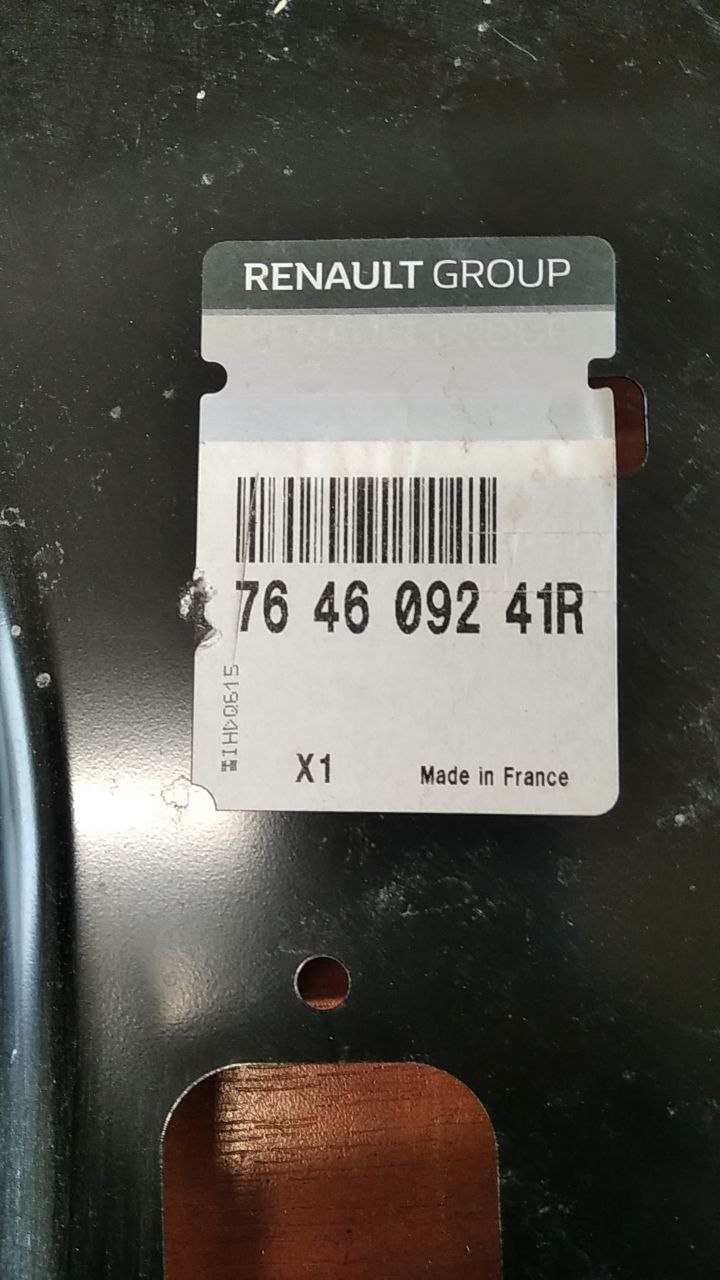 RENAULT GROUP
76 46 092 41R
X1
Made in France